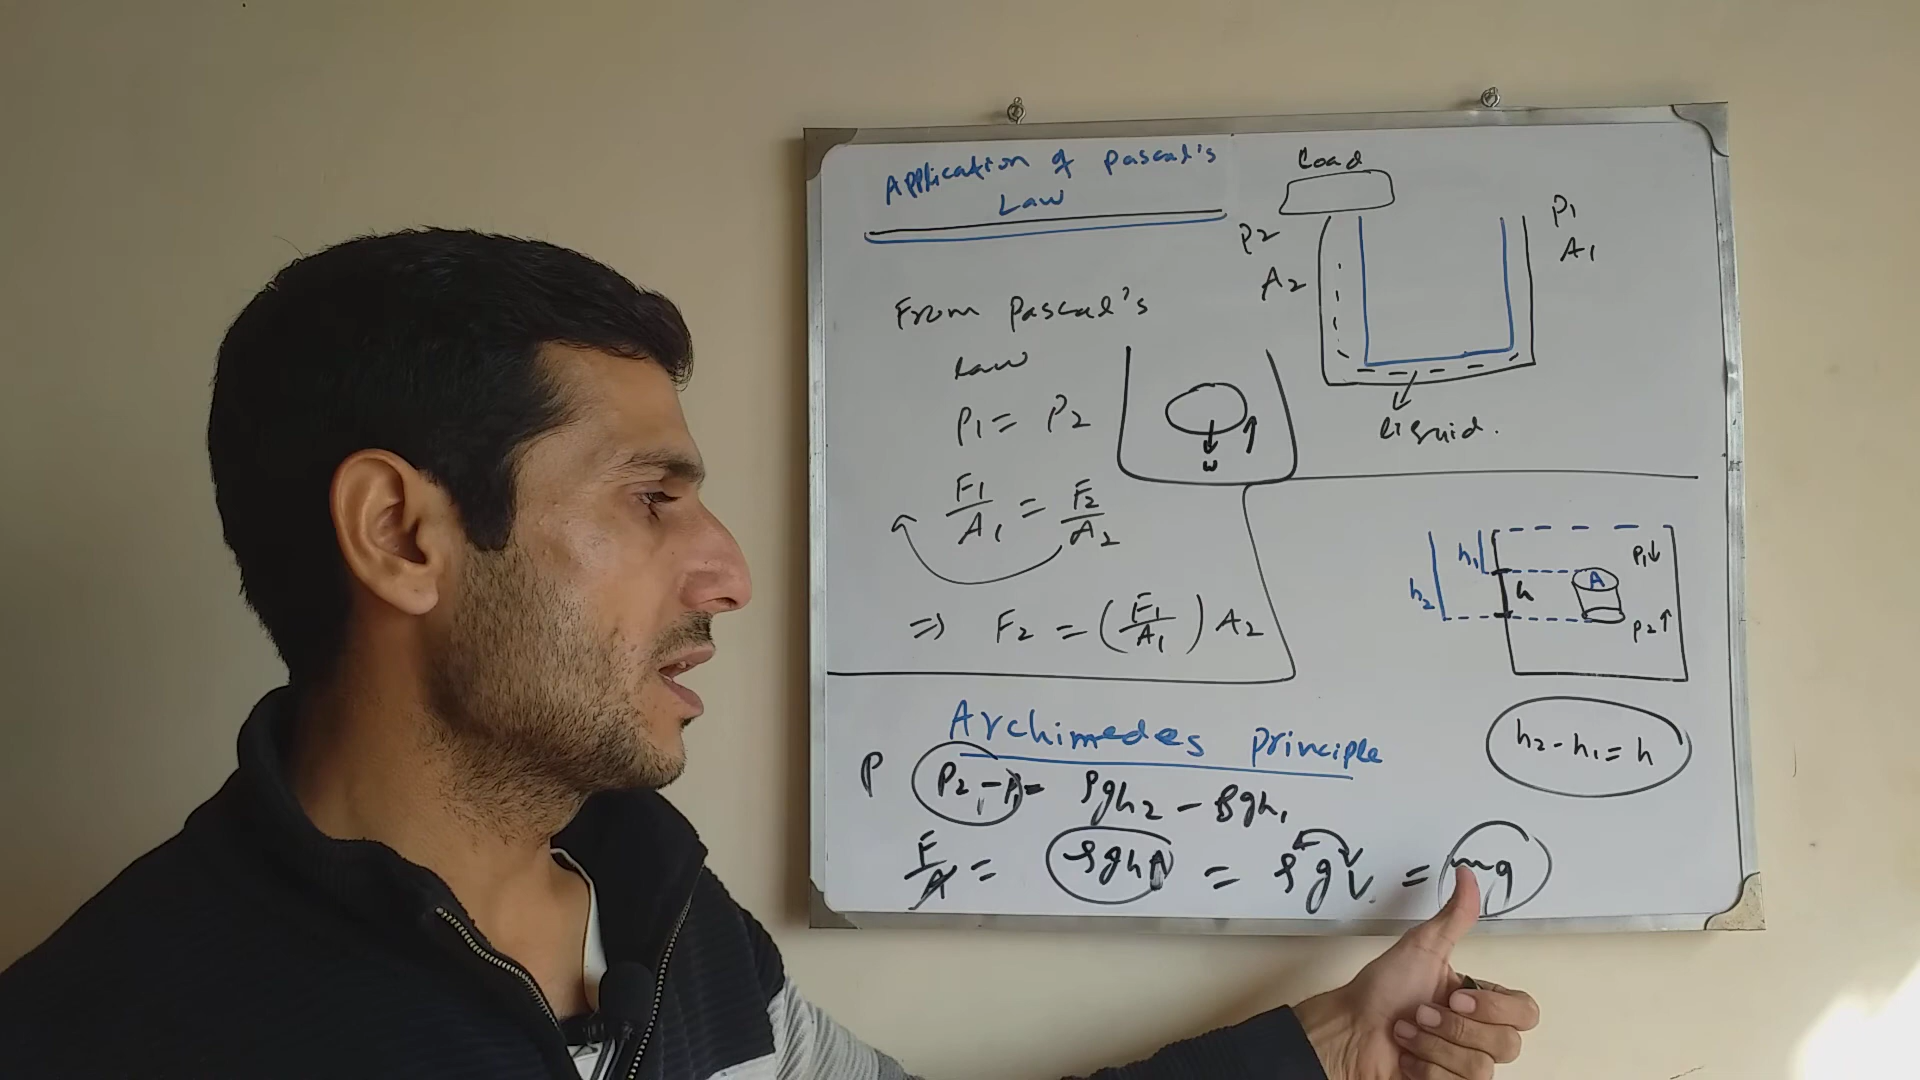 Application of Pascal's
Law
Load
P2
A2
P1
A1
liquid.
From Pascal's
Law
P1 = P2
F1/A1 = F2/A2
⇒ F2 = (F1/A1) A2
w
h2
h1
h
A
P1↓
P2↑
h2 - h1 = h
Archimedes principle
P P2 - P1 = ρgh2 - ρgh1
F/A = ρghA = ρgV = mg